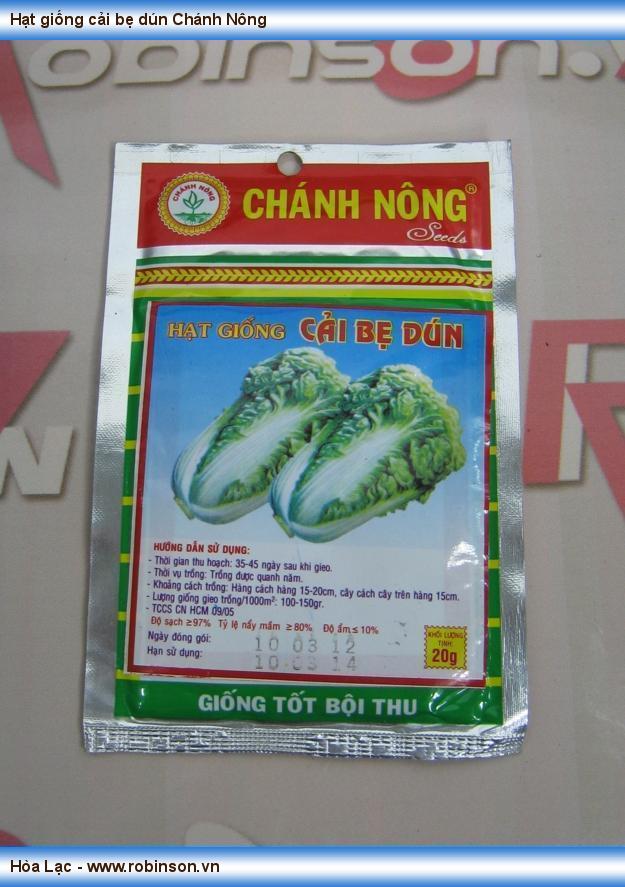 Hạt giống cải bẹ dún Chánh Nông
obinson.v
CHÁNH NÔNG
CHÁNH NÔNG®
Seeds
HẠT GIỐNG CẢI BẸ DÚN
HƯỚNG DẪN SỬ DỤNG:
- Thời gian thu hoạch: 35-45 ngày sau khi gieo.
- Thời vụ trồng: Trồng được quanh năm.
- Khoảng cách trồng: Hàng cách hàng 15-20cm, cây cách cây trên hàng 15cm.
- Lượng giống gieo trồng/1000m²: 100-150gr.
- TCCS CN HCM 09/05
Độ sạch ≥97% Tỷ lệ nẩy mầm ≥80% Độ ẩm ≤ 10%
Ngày đóng gói: 10 03 12
Hạn sử dụng: 10 03 14
KHỐI LƯỢNG
TỊNH:
20g
GIỐNG TỐT BỘI THU
Hòa Lạc - www.robinson.vn